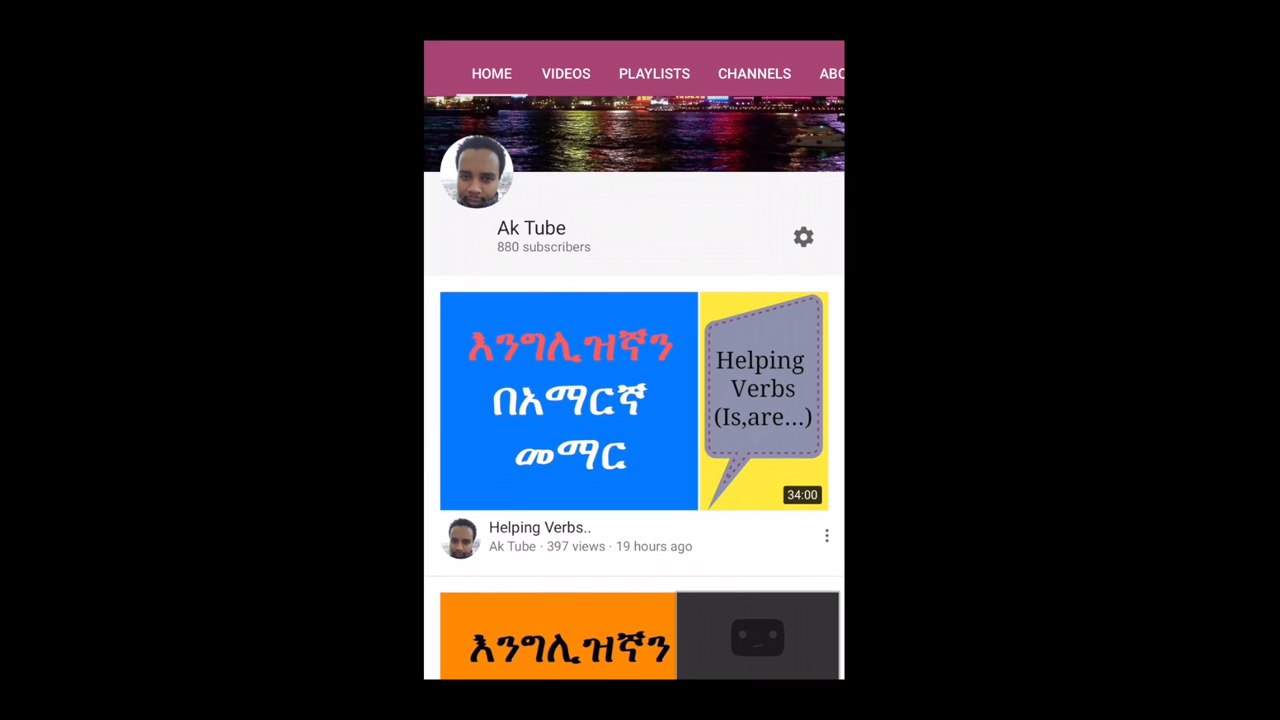 HOME VIDEOS PLAYLISTS CHANNELS ABO
Ak Tube
880 subscribers
እንግሊዝኛን
በአማርኛ
መማር
Helping
Verbs
(Is,are...)
34:00
Helping Verbs..
Ak Tube · 397 views · 19 hours ago
እንግሊዝኛን